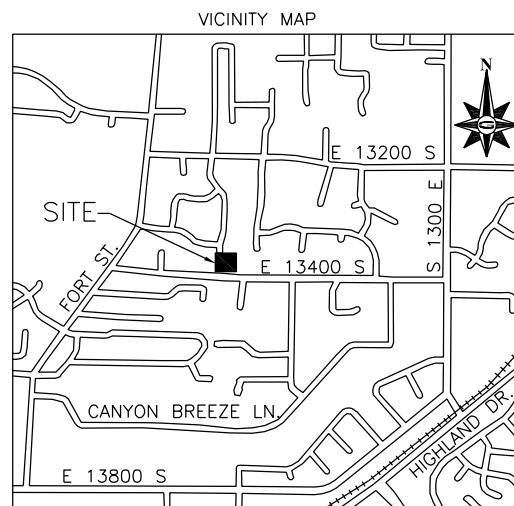 VICINITY MAP
N
G
E 13200 S
S 1300 E
SITE
E 13400 S
FORT ST.
CANYON BREEZE LN.
HIGHLAND DR.
E 13800 S